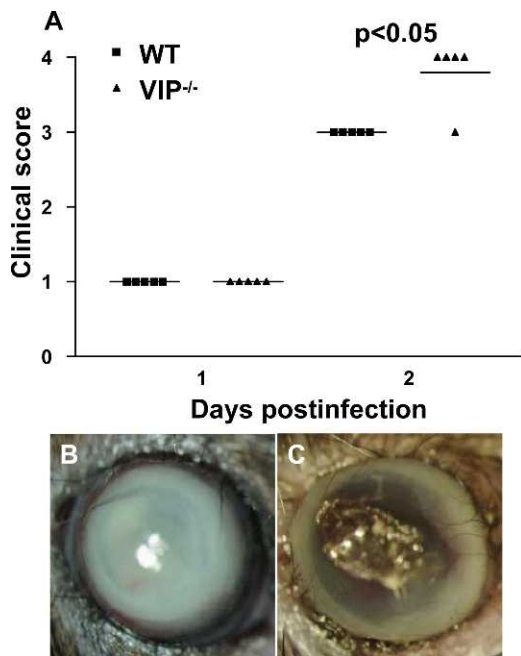 A
p<0.05
WT
VIP-/-
Clinical score
4
3
2
1
0
1 2
Days postinfection
B C